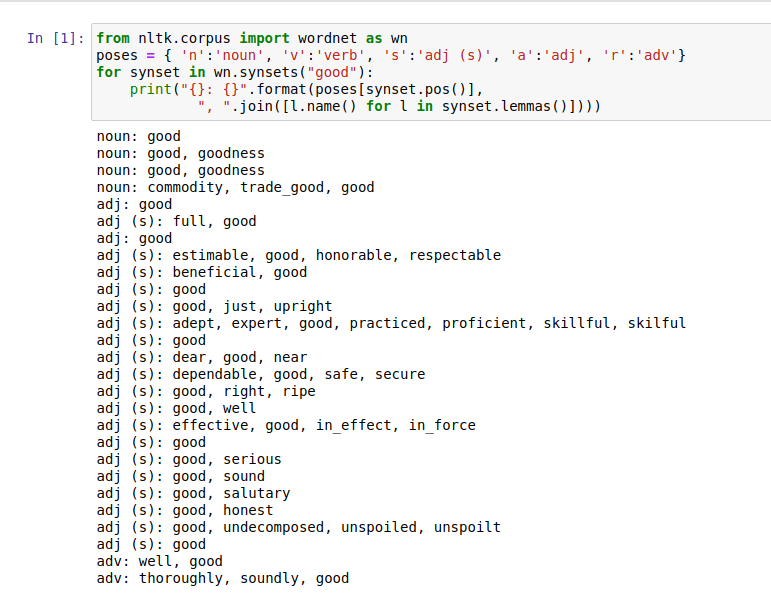 In [1]: from nltk.corpus import wordnet as wn
poses = { 'n':'noun', 'v':'verb', 's':'adj (s)', 'a':'adj', 'r':'adv'}
for synset in wn.synsets("good"):
    print("{}: {}".format(poses[synset.pos()],
            ", ".join([l.name() for l in synset.lemmas()])))
noun: good
noun: good, goodness
noun: good, goodness
noun: commodity, trade_good, good
adj: good
adj (s): full, good
adj: good
adj (s): estimable, good, honorable, respectable
adj (s): beneficial, good
adj (s): good
adj (s): good, just, upright
adj (s): adept, expert, good, practiced, proficient, skillful, skilful
adj (s): good
adj (s): dear, good, near
adj (s): dependable, good, safe, secure
adj (s): good, right, ripe
adj (s): good, well
adj (s): effective, good, in_effect, in_force
adj (s): good
adj (s): good, serious
adj (s): good, sound
adj (s): good, salutary
adj (s): good, honest
adj (s): good, undecomposed, unspoiled, unspoilt
adj (s): good
adv: well, good
adv: thoroughly, soundly, good